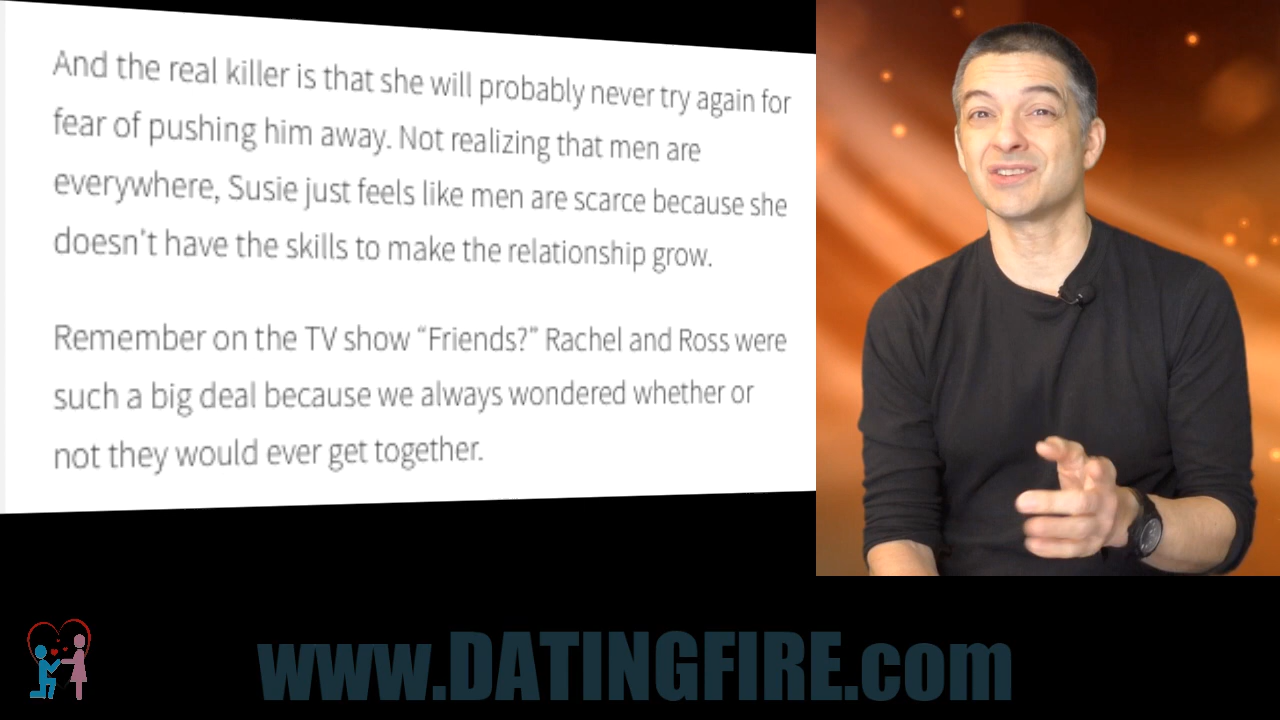 And the real killer is that she will probably never try again for
fear of pushing him away. Not realizing that men are
everywhere, Susie just feels like men are scarce because she
doesn't have the skills to make the relationship grow.
Remember on the TV show “Friends?” Rachel and Ross were
such a big deal because we always wondered whether or
not they would ever get together.
www.DATINGFIRE.com